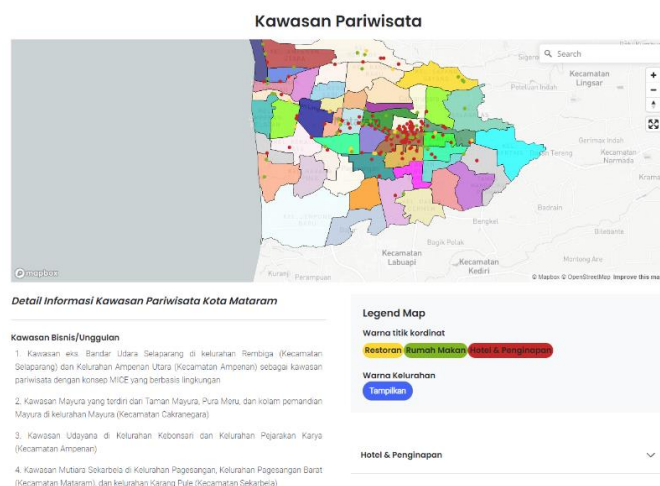 Kawasan Pariwisata
Search
Kecamatan
Lingsar
Gerimax Indah
Kecamatan
Narmada
Badrain
Bengkel
Bagik Polak
Kecamatan
Labuapi
Kecamatan
Kediri
Kuranji
Perampuan
mapbox
© Mapbox © OpenStreetMap Improve this ma
Detail Informasi Kawasan Pariwisata Kota Mataram
Kawasan Bisnis/Unggulan
1. Kawasan eks. Bandar Udara Selaparang di kelurahan Rembiga (Kecamatan
Selaparang) dan Kelurahan Ampenan Utara (Kecamatan Ampenan) sebagai kawasan
pariwisata dengan konsep MICE yang berbasis lingkungan
2. Kawasan Mayura yang terdiri dari Taman Mayura, Pura Meru, dan kolam pemandian
Mayura di kelurahan Mayura (Kecamatan Cakranegara)
3. Kawasan Udayana di Kelurahan Kebonsari dan Kelurahan Pejarakan Karya
(Kecamatan Ampenan)
4. Kawasan Mutiara Sekarbela di Kelurahan Pagesangan, Kelurahan Pagesangan Barat
(Kecamatan Mataram), dan kelurahan Karang Pule (Kecamatan Sekarbela)
Legend Map
Warna titik kordinat
Restoran Rumah Makan Hotel & Penginapan
Warna Kelurahan
Tampilkan
Hotel & Penginapan